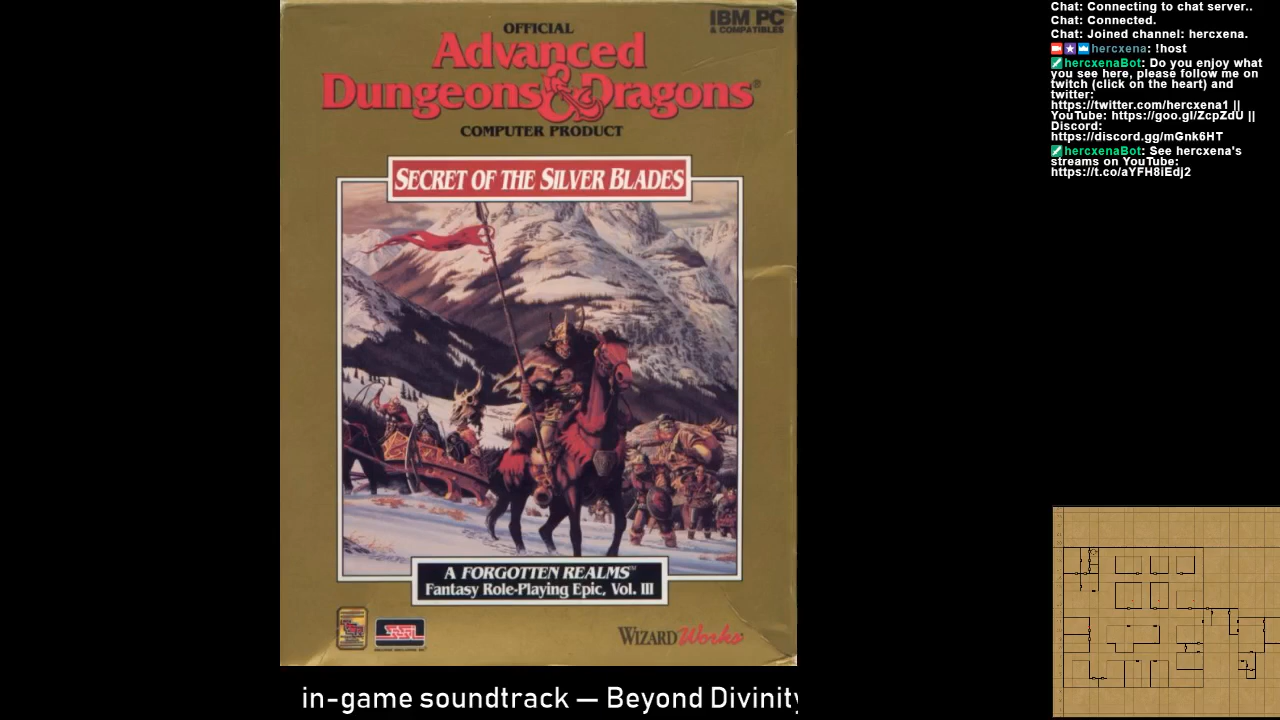 OFFICIAL
IBM PC
& COMPATIBLES
Advanced
Dungeons & Dragons®
COMPUTER PRODUCT
SECRET OF THE SILVER BLADES
A FORGOTTEN REALMS™
Fantasy Role-Playing Epic, Vol. III
SSI
WIZARD Works
in-game soundtrack — Beyond Divinity
Chat: Connecting to chat server..
Chat: Connected.
Chat: Joined channel: hercxena.
hercxena: !host
hercxenaBot: Do you enjoy what
you see here, please follow me on
twitch (click on the heart) and
twitter:
https://twitter.com/hercxena1 ||
YouTube: https://goo.gl/ZcpZdU ||
Discord:
https://discord.gg/mGnk6HT
hercxenaBot: See hercxena's
streams on YouTube:
https://t.co/aYFH8iEdj2